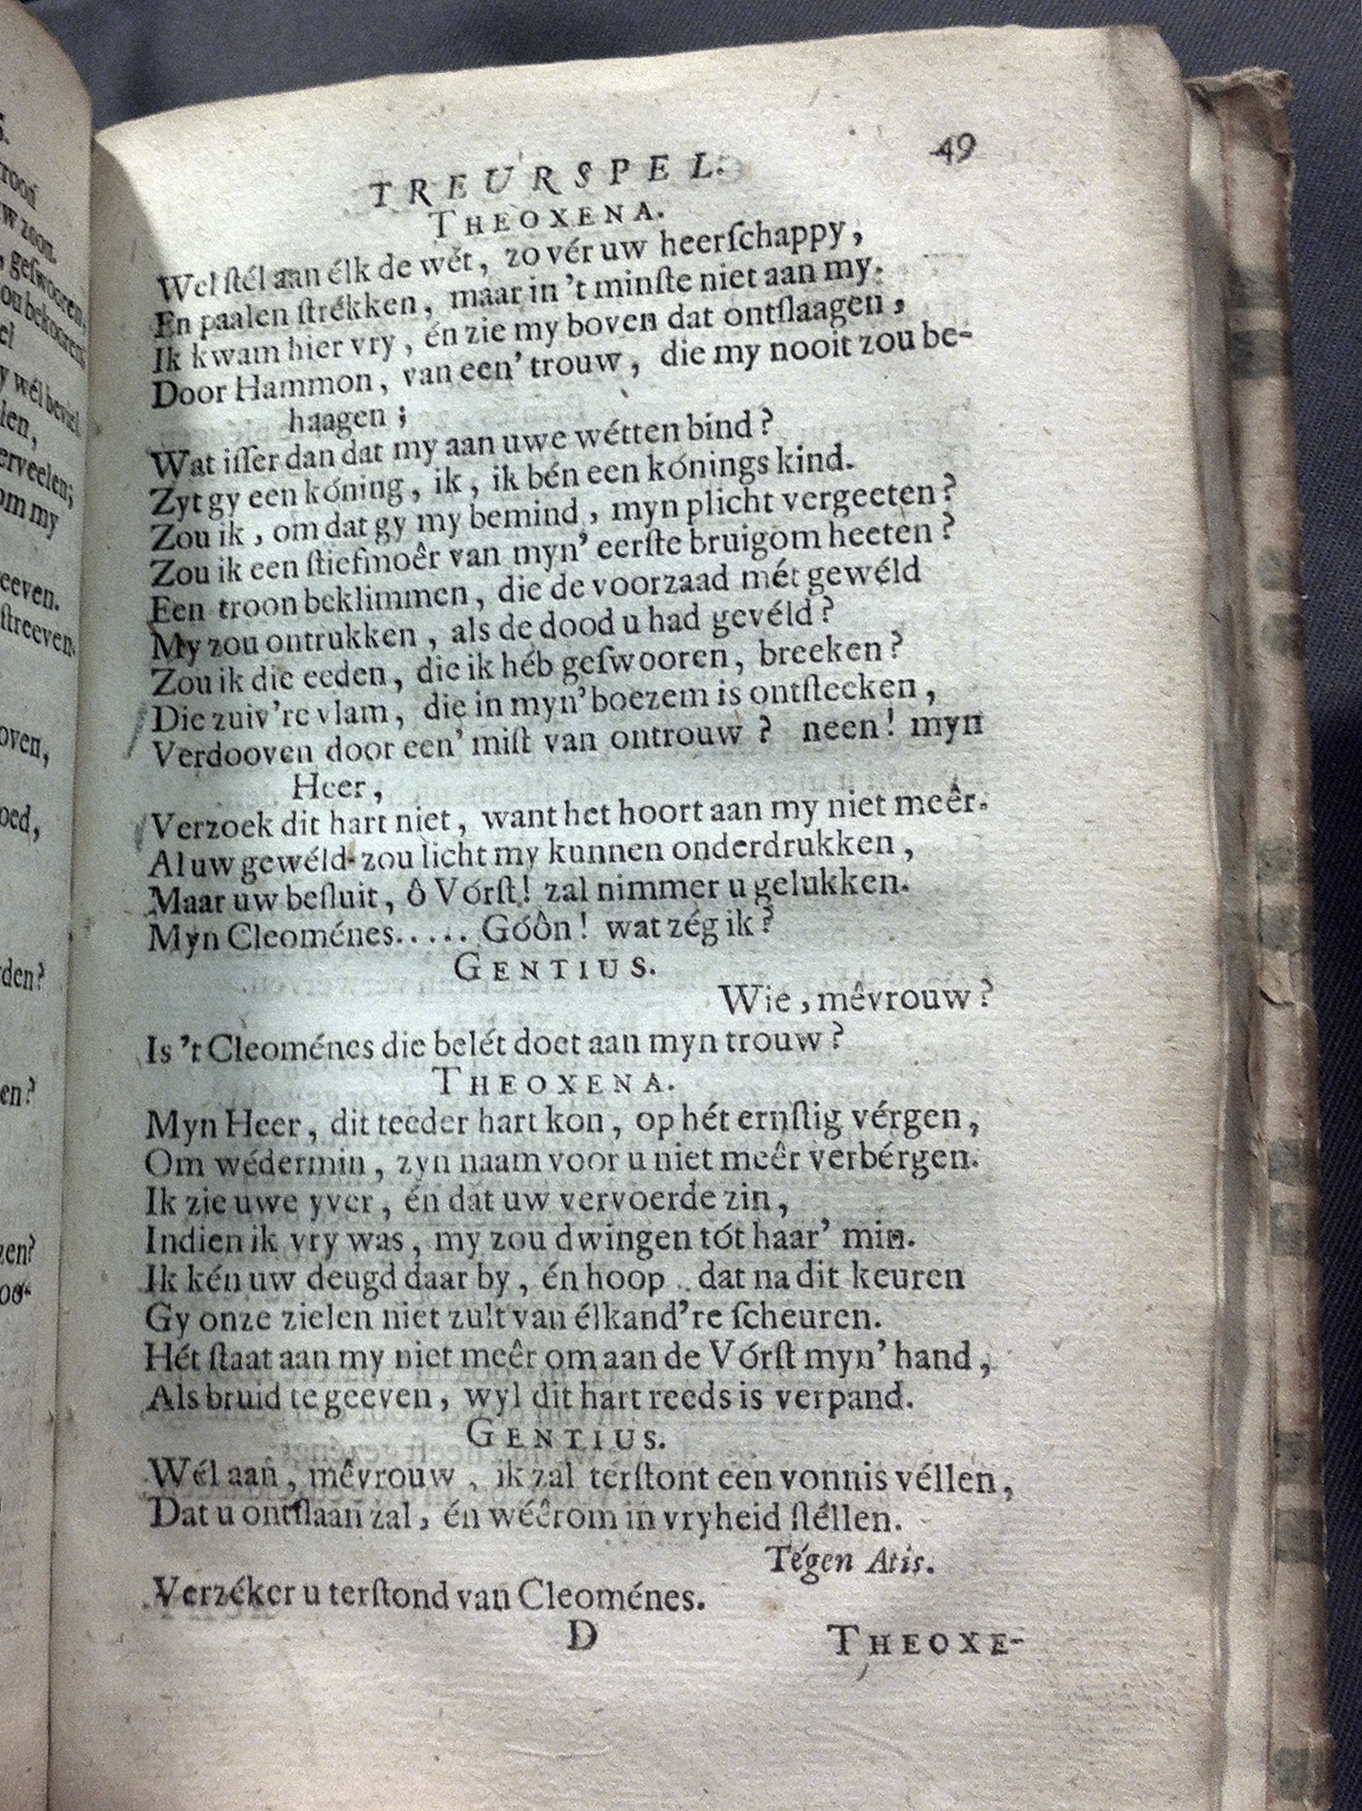 TREURSPEL. 49
THEOXENA.
Wel ſtél aan élk de wét, zo vér uw heerſchappy,
En paalen ſtrékken, maar in 't minſte niet aan my.
Ik kwam hier vry, én zie my boven dat ontſlaagen,
Door Hammon, van een' trouw, die my nooit zou be-
haagen;
Wat iſſer dan dat my aan uwe wétten bind?
Zyt gy een kóning, ik, ik bén een kónings kind.
Zou ik, om dat gy my bemind, myn plicht vergeeten?
Zou ik een ſtiefmoêr van myn' eerſte bruigom heeten?
Een troon beklimmen, die de voorzaad mét gewéld
My zou ontrukken, als de dood u had gevéld?
Zou ik die eeden, die ik héb geſwooren, breeken?
Die zuiv're vlam, die in myn' boezem is ontſteeken,
Verdooven door een' miſt van ontrouw? neen! myn
Heer,
Verzoek dit hart niet, want het hoort aan my niet meêr.
Al uw gewéld zou licht my kunnen onderdrukken,
Maar uw beſluit, ô Vórſt! zal nimmer u gelukken.
Myn Cleoménes..... Góôn! wat zég ik?
GENTIUS.
Wie, mêvrouw?
Is 't Cleoménes die belét doet aan myn trouw?
THEOXENA.
Myn Heer, dit teeder hart kon, op hét ernſtig vérgen,
Om wédermin, zyn naam voor u niet meêr verbérgen.
Ik zie uwe yver, én dat uw vervoerde zin,
Indien ik vry was, my zou dwingen tót haar' min.
Ik kén uw deugd daar by, én hoop dat na dit keuren
Gy onze zielen niet zult van élkand're ſcheuren.
Hét ſtaat aan my niet meêr om aan de Vórſt myn' hand,
Als bruid te geeven, wyl dit hart reeds is verpand.
GENTIUS.
Wél aan, mêvrouw, ik zal terſtont een vonnis véllen,
Dat u ontſlaan zal, én wéêrom in vryheid ſtéllen.
Tégen Atis.
Verzéker u terſtond van Cleoménes.
D THEOXE-